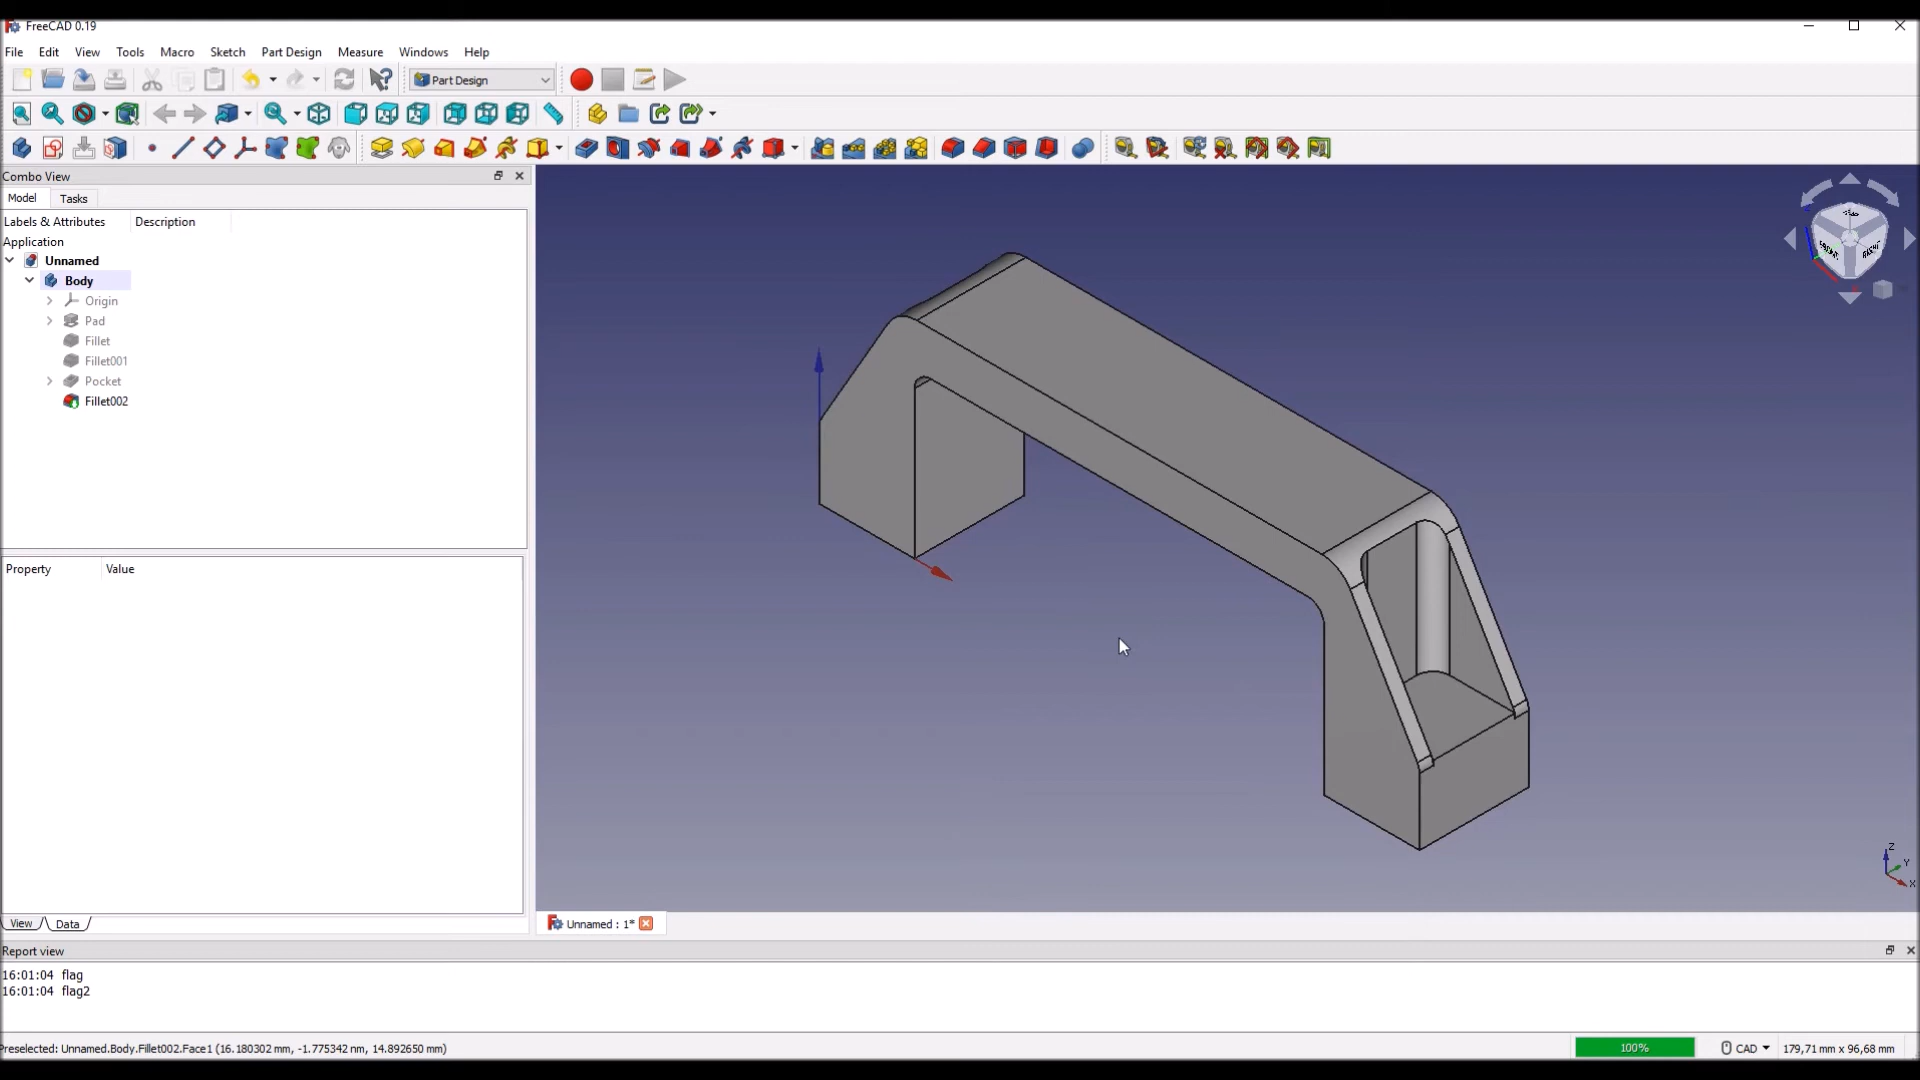 FreeCAD 0.19
File Edit View Tools Macro Sketch Part Design Measure Windows Help
Part Design
Combo View
Model Tasks
Labels & Attributes Description
Application
Unnamed
Body
Origin
Pad
Fillet
Fillet001
Pocket
Fillet002
Property Value
View Data
Z
Y
X
Unnamed : 1*
Report view
16:01:04 flag
16:01:04 flag2
Preselected: Unnamed.Body.Fillet002.Face1 (16.180302 mm, -1.775342 nm, 14.892650 mm)
100%
CAD
179,71 mm x 96,68 mm